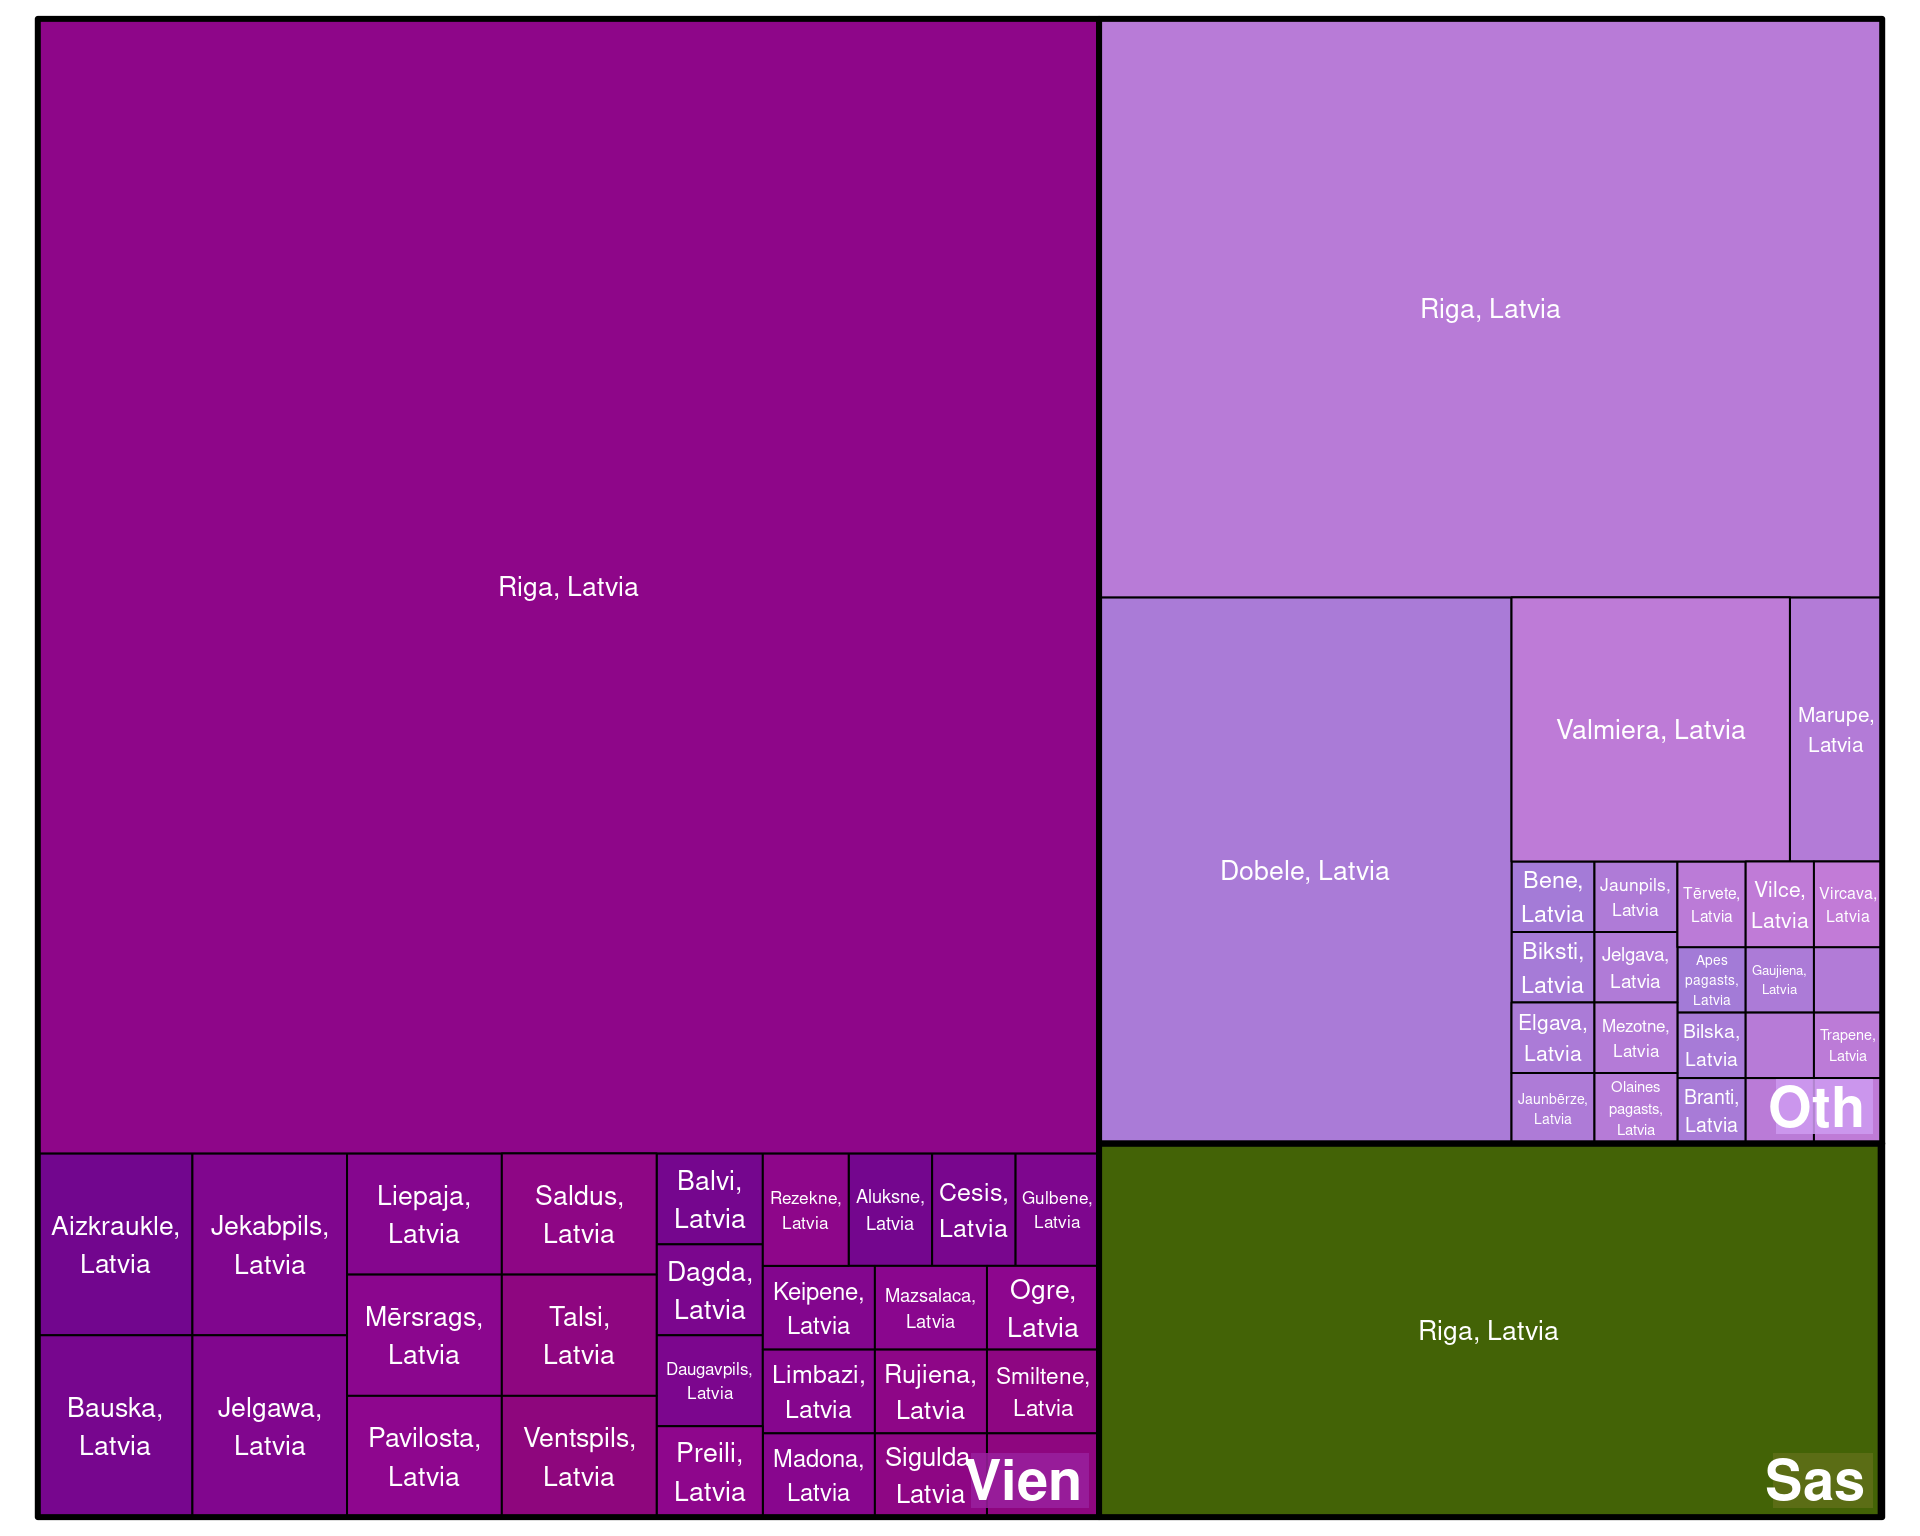 Riga, Latvia
Aizkraukle,
Latvia
Bauska,
Latvia
Jekabpils,
Latvia
Jelgawa,
Latvia
Liepaja,
Latvia
Mērsrags,
Latvia
Pavilosta,
Latvia
Saldus,
Latvia
Talsi,
Latvia
Ventspils,
Latvia
Balvi,
Latvia
Dagda,
Latvia
Daugavpils,
Latvia
Preili,
Latvia
Rezekne,
Latvia
Aluksne,
Latvia
Cesis,
Latvia
Gulbene,
Latvia
Keipene,
Latvia
Limbazi,
Latvia
Madona,
Latvia
Mazsalaca,
Latvia
Rujiena,
Latvia
Sigulda,
Latvia
Ogre,
Latvia
Smiltene,
Latvia
Vien
Riga, Latvia
Dobele, Latvia
Valmiera, Latvia
Marupe,
Latvia
Bene,
Latvia
Biksti,
Latvia
Elgava,
Latvia
Jaunbērze,
Latvia
Jaunpils,
Latvia
Jelgava,
Latvia
Mezotne,
Latvia
Olaines
pagasts,
Latvia
Tērvete,
Latvia
Vilce,
Latvia
Vircava,
Latvia
Apes
pagasts,
Latvia
Bilska,
Latvia
Branti,
Latvia
Gaujiena,
Latvia
Trapene,
Latvia
Oth
Riga, Latvia
Sas